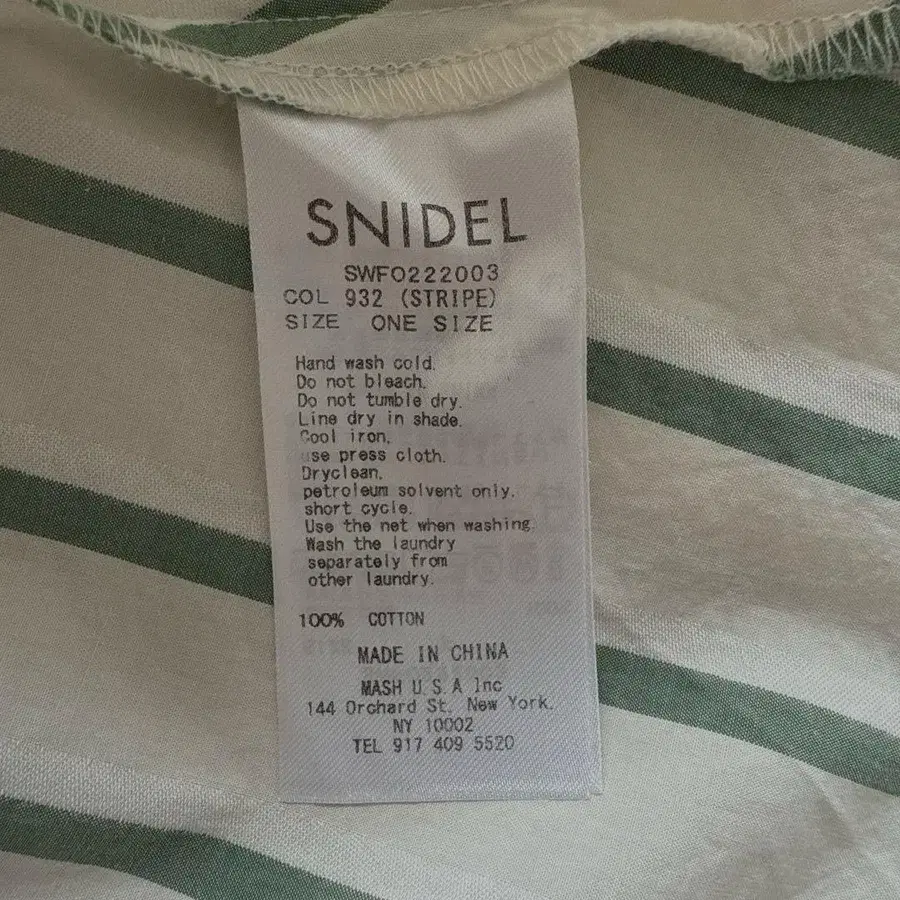 SNIDEL
SWFO222003
COL 932 (STRIPE)
SIZE ONE SIZE
Hand wash cold.
Do not bleach.
Do not tumble dry.
Line dry in shade.
Cool iron,
use press cloth.
Dryclean,
petroleum solvent only.
short cycle.
Use the net when washing.
Wash the laundry
separately from
other laundry.
100% COTTON
MADE IN CHINA
MASH U.S.A Inc
144 Orchard St. New York.
NY 10002
TEL 917 409 5520